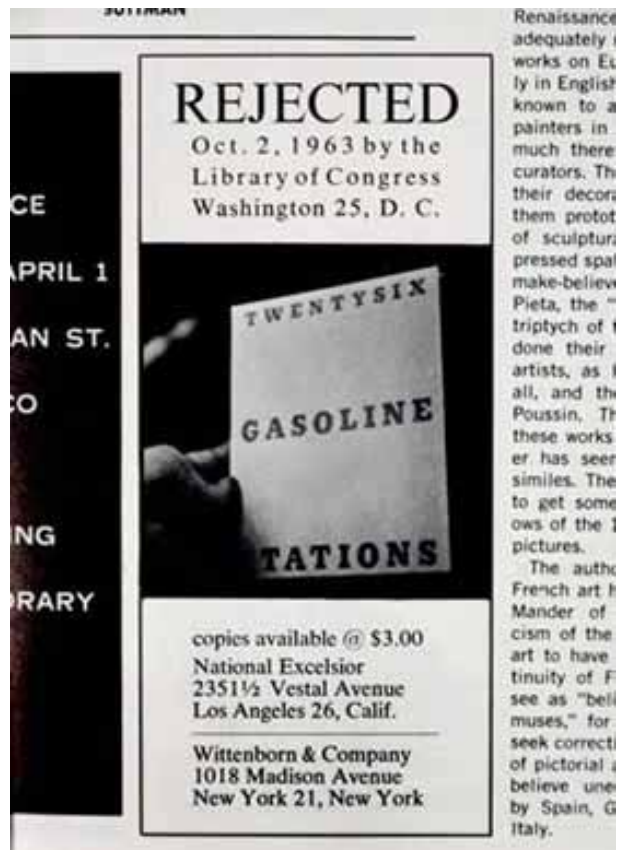 SUTTMAN
CE
APRIL 1
AN ST.
CO
NG
RARY
REJECTED
Oct. 2, 1963 by the
Library of Congress
Washington 25, D. C.
TWENTYSIX
GASOLINE
TATIONS
copies available @ $3.00
National Excelsior
2351½ Vestal Avenue
Los Angeles 26, Calif.
Wittenborn & Company
1018 Madison Avenue
New York 21, New York
Renaissance
adequately
works on Eu
ly in English
known to a
painters in
much there
curators. Th
their decora
them protot
of sculptura
pressed spat
make-believe
Pieta, the "
triptych of t
done their
artists, as
all, and the
Poussin. Th
these works
er has seen
similes. The
to get some
ows of the
pictures.
The autho
French art h
Mander of
cism of the
art to have
tinuity of F
see as "beli
muses," for
seek correcti
of pictorial a
believe une
by Spain, G
Italy.